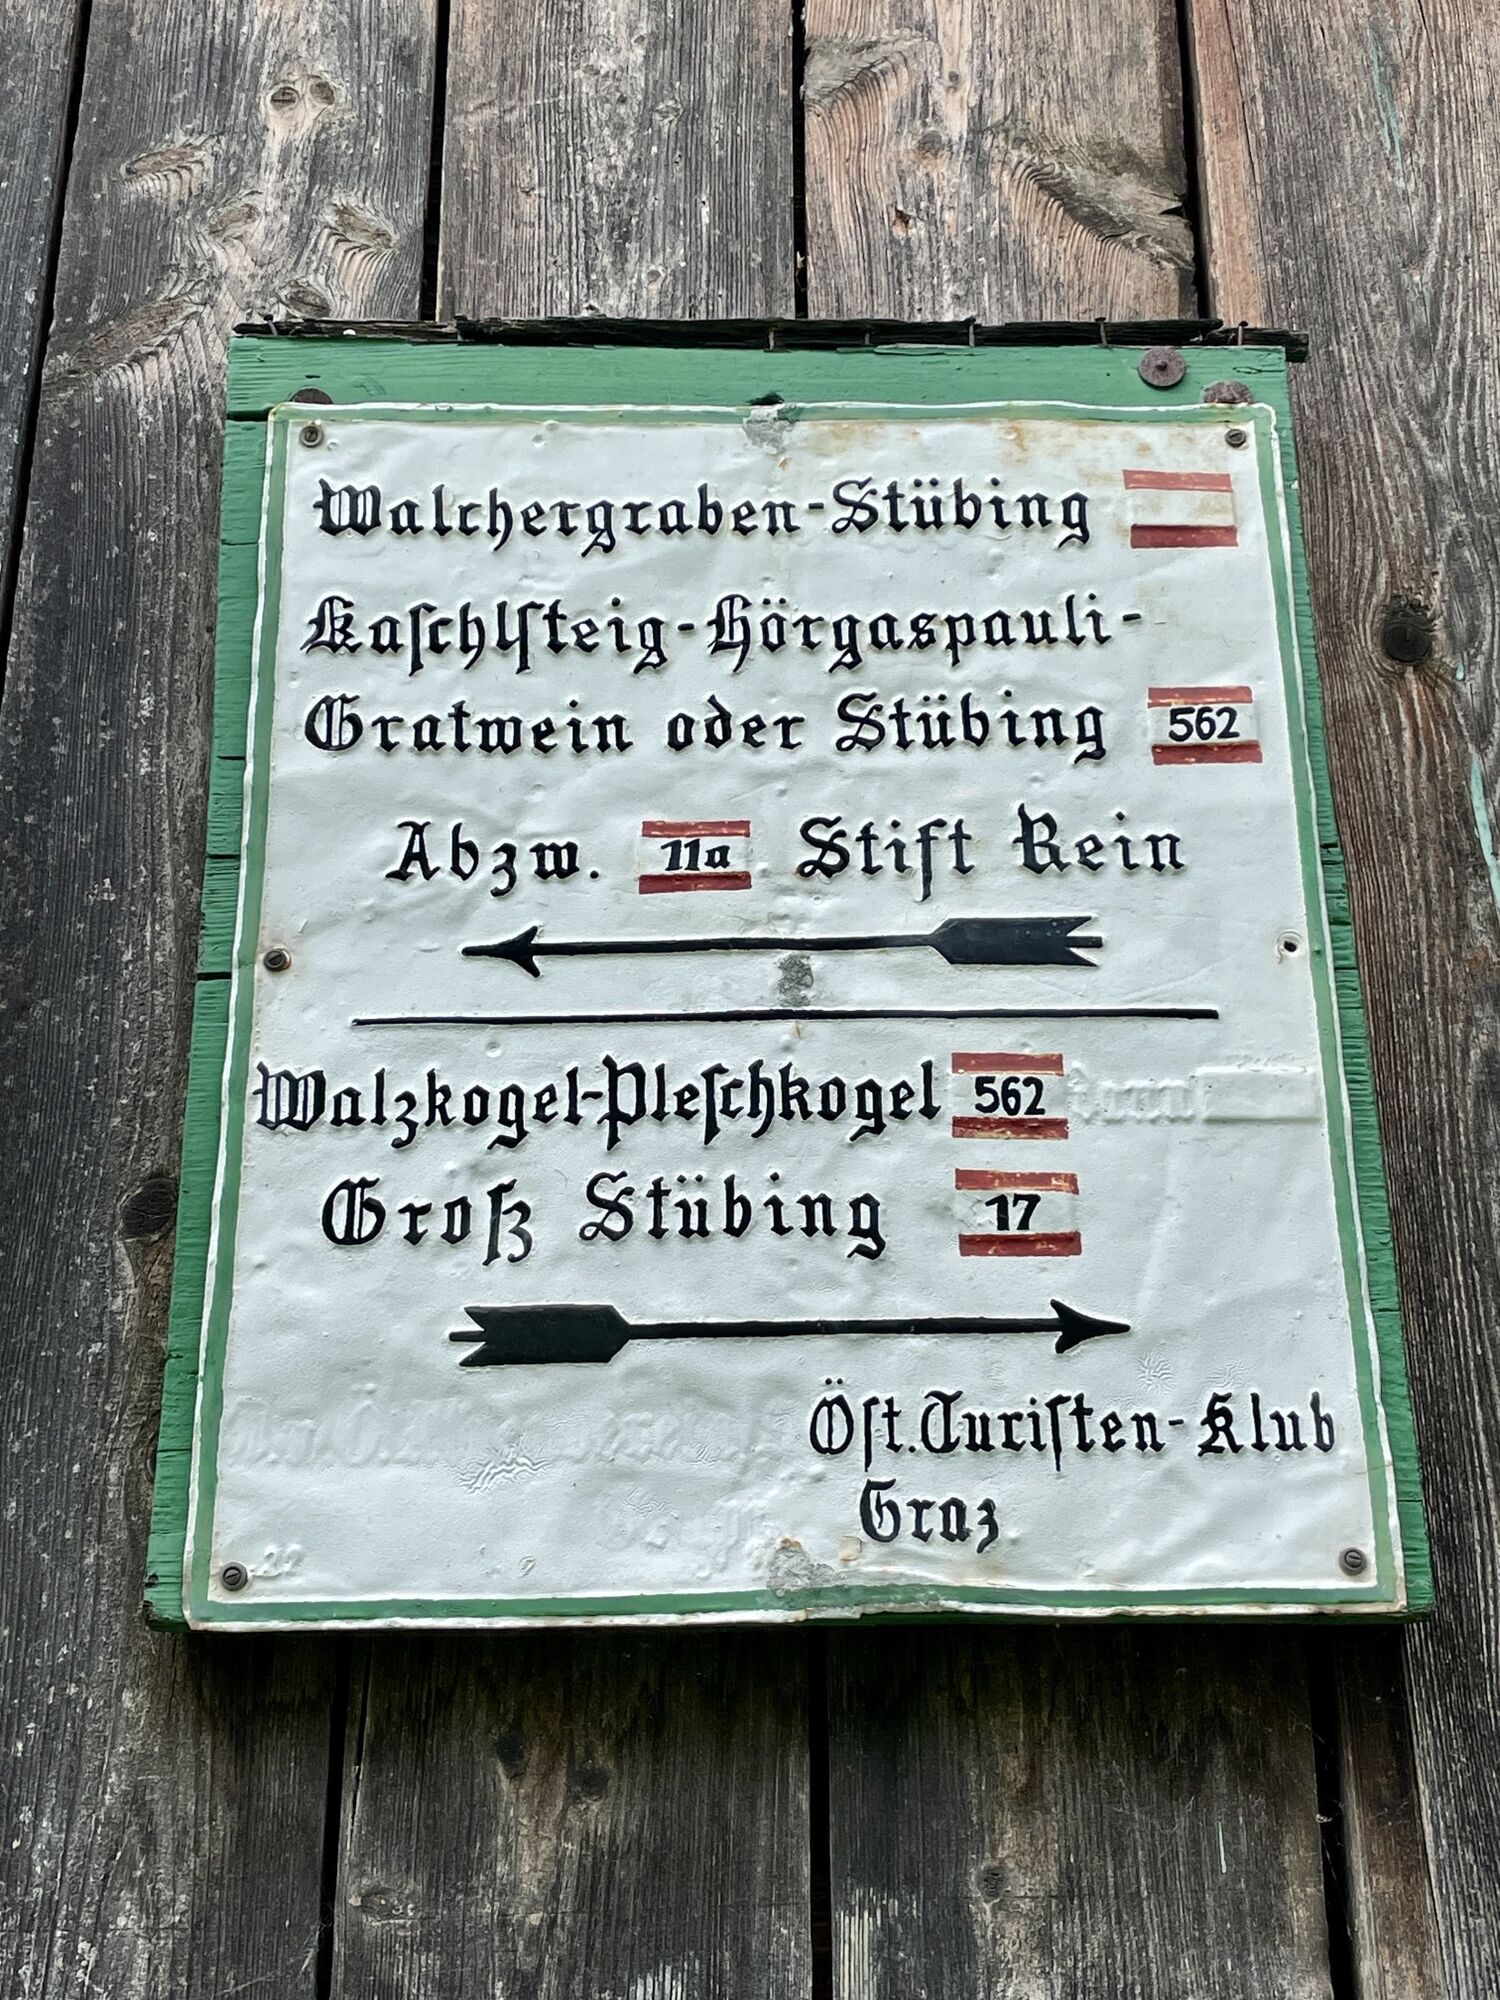 Walchergraben-Stübing
Kaſchlſteig-Hörgaspauli-
Gratwein oder Stübing 562
Abzw. 11a Stift Rein
Walzkogel-Pleſchkogel 562
Groß Stübing 17
Öſt. Turiſten-Klub
Graz